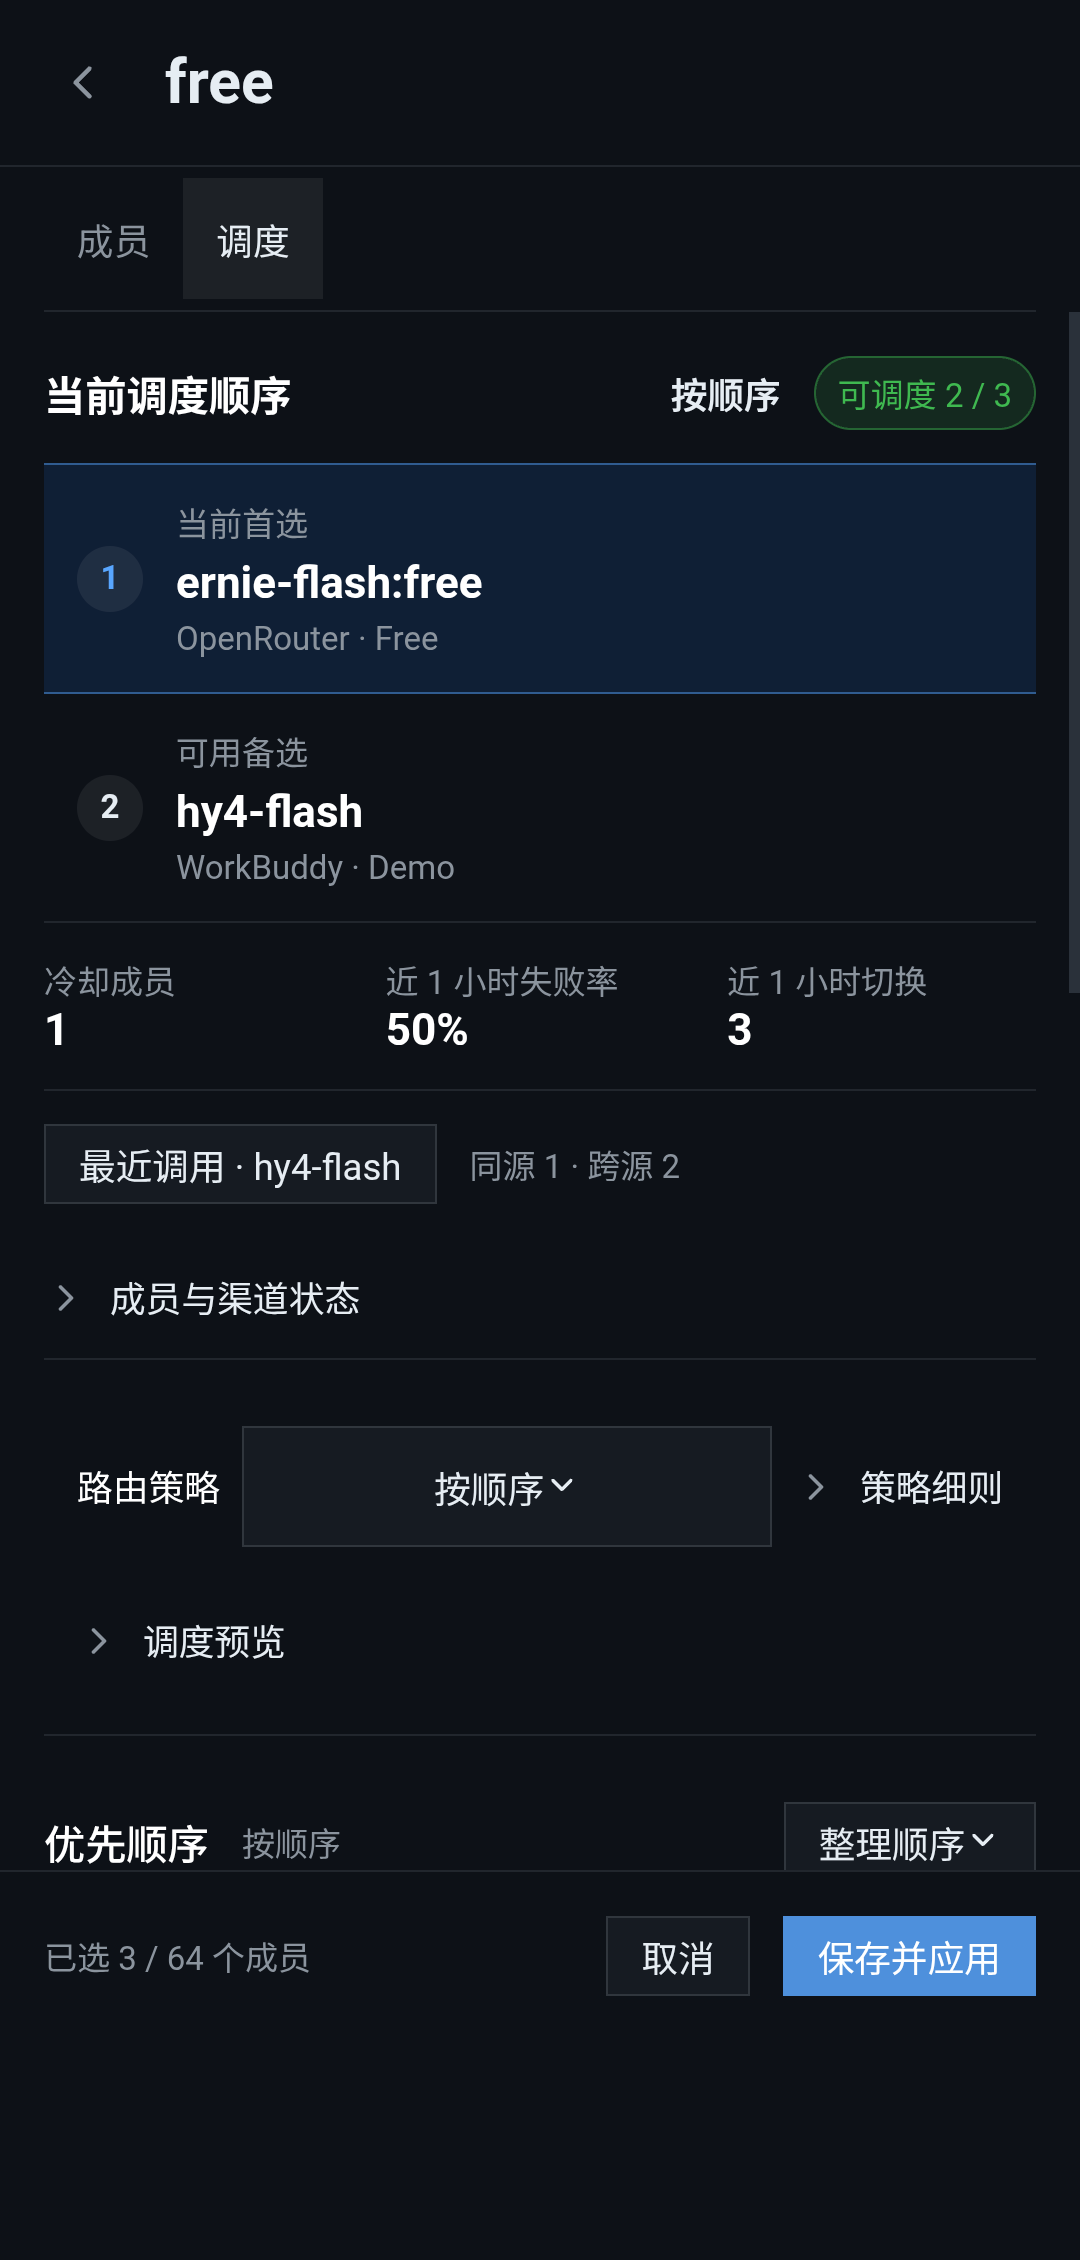 free
成员 调度
当前调度顺序 按顺序 可调度 2 / 3
当前首选
1 ernie-flash:free
OpenRouter · Free
可用备选
2 hy4-flash
WorkBuddy · Demo
冷却成员 近 1 小时失败率 近 1 小时切换
1 50% 3
最近调用 · hy4-flash 同源 1 · 跨源 2
成员与渠道状态
路由策略 按顺序 策略细则
调度预览
优先顺序 按顺序 整理顺序
已选 3 / 64 个成员 取消 保存并应用